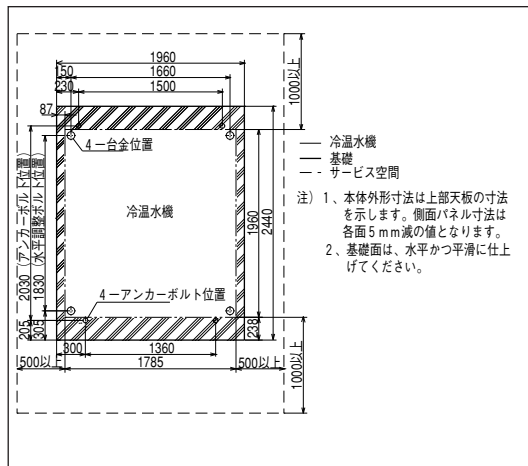 1960
150
1660
230
1500
87
1000以上
4－台金位置
冷温水機
2030（アンカーボルト位置）
1830（水平調整ボルト位置）
1960
2440
4－アンカーボルト位置
205
305
238
300
1360
500以上
1785
500以上
1000以上
冷温水機
基礎
サービス空間
注）1、本体外形寸法は上部天板の寸法
を示します。側面パネル寸法は
各面5mm減の値となります。
2、基礎面は、水平かつ平滑に仕上
げてください。